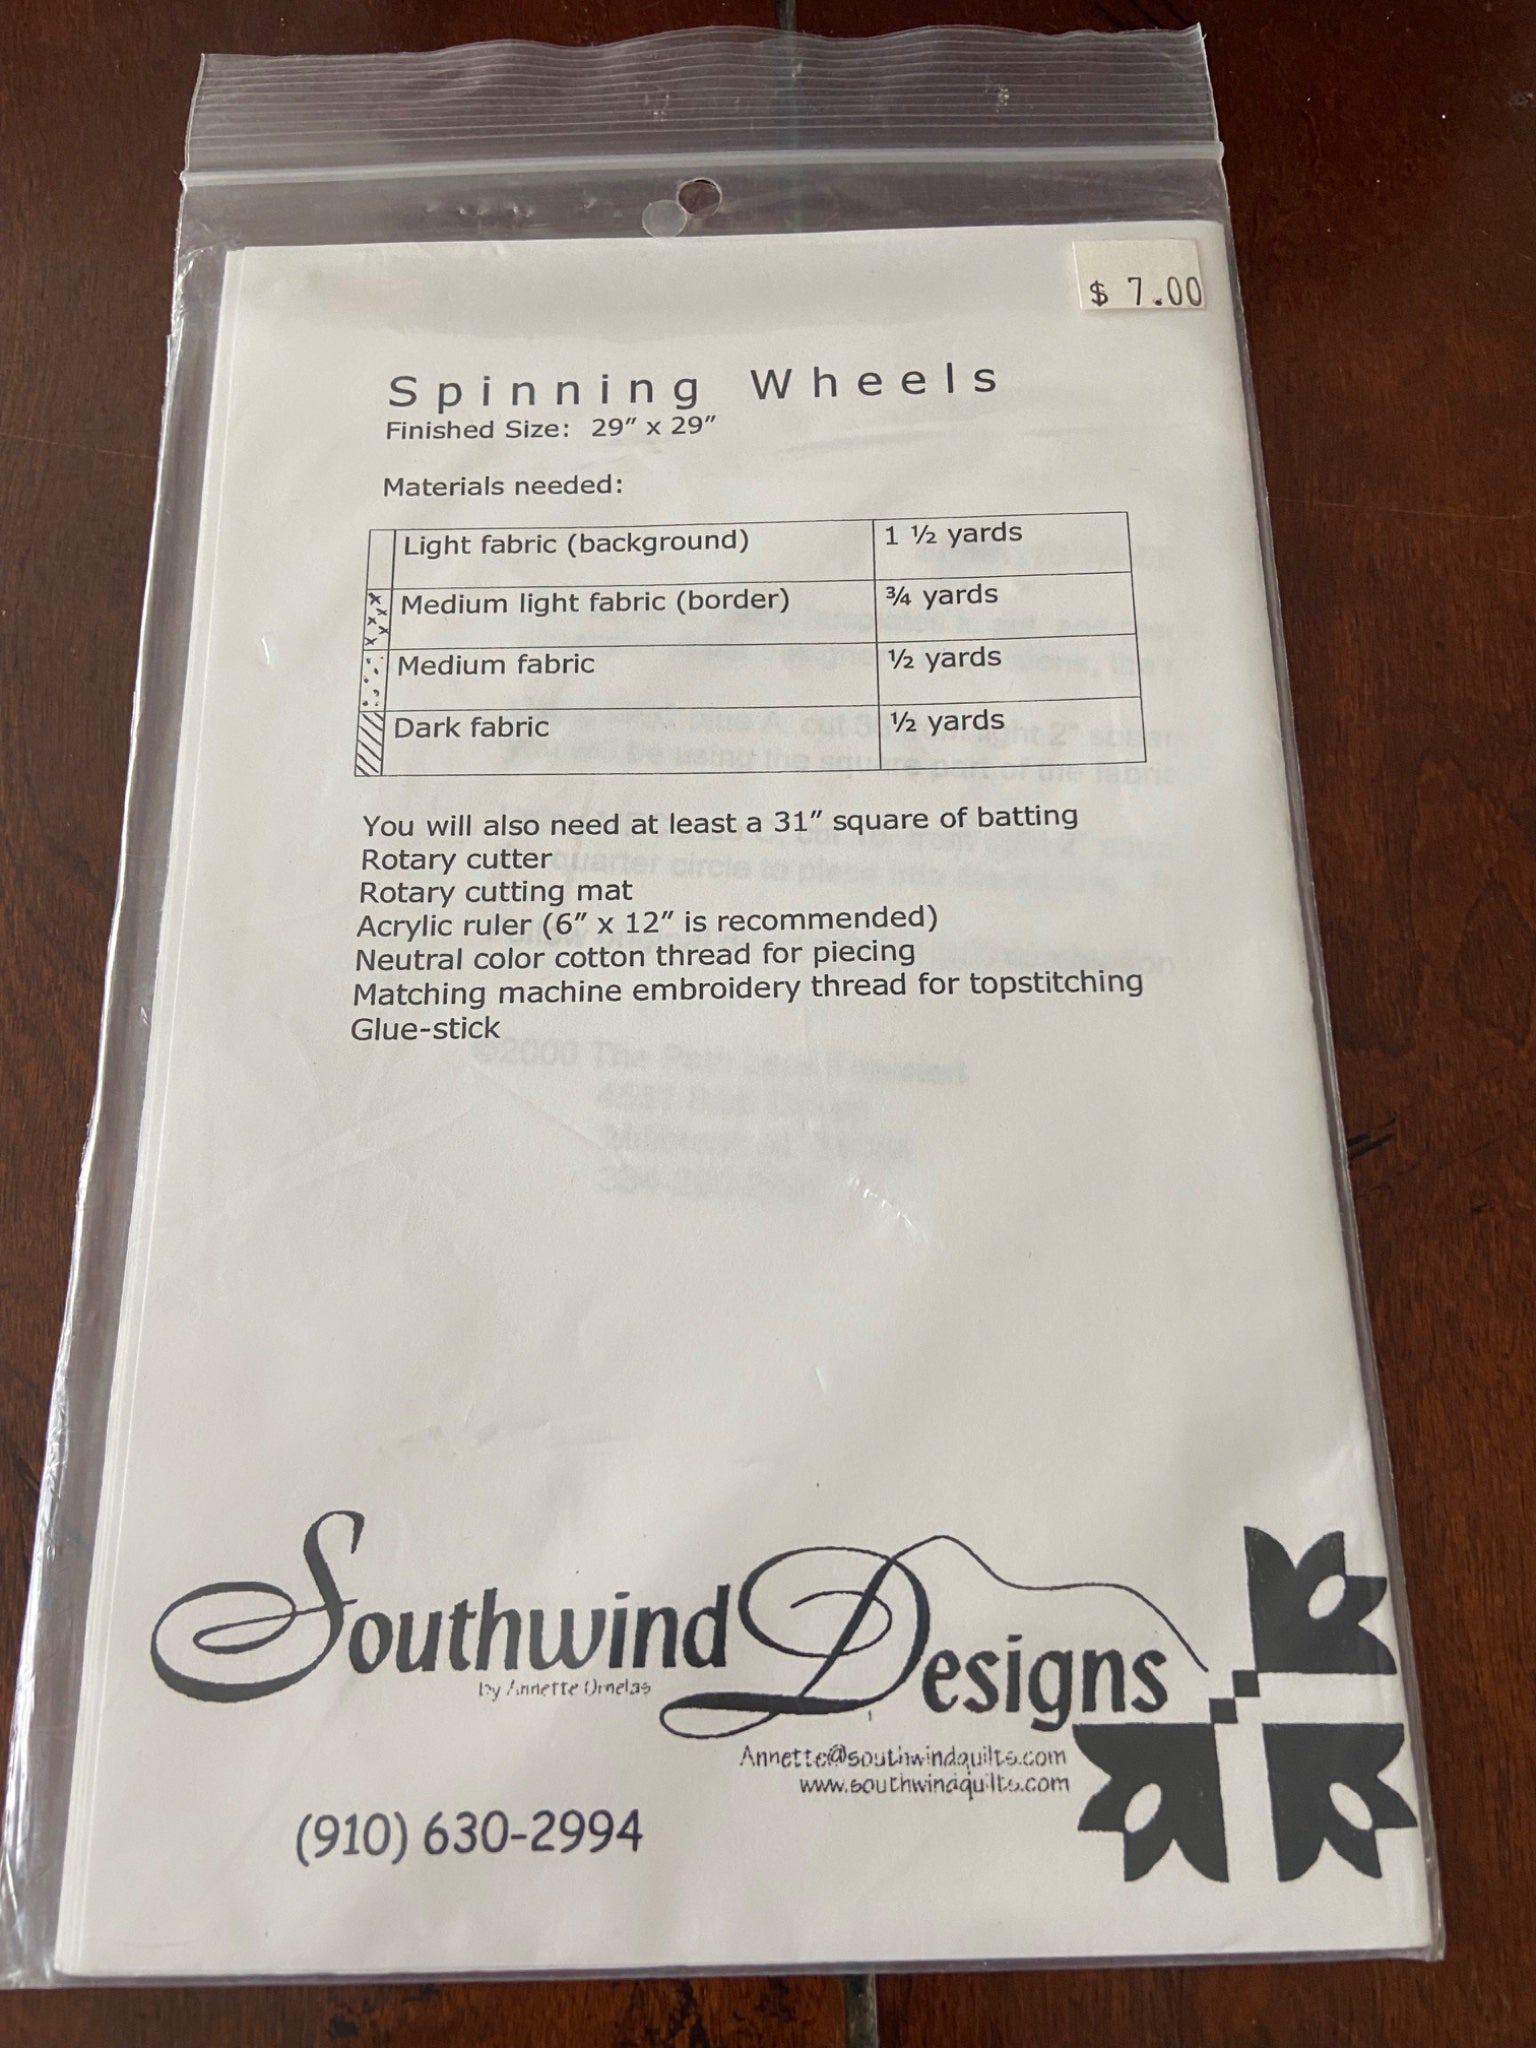 $ 7.00
Spinning Wheels
Finished Size: 29" x 29"
Materials needed:
Light fabric (background) 1 ½ yards
Medium light fabric (border) ¾ yards
Medium fabric ½ yards
Dark fabric ½ yards
You will also need at least a 31" square of batting
Rotary cutter
Rotary cutting mat
Acrylic ruler (6" x 12" is recommended)
Neutral color cotton thread for piecing
Matching machine embroidery thread for topstitching
Glue-stick
©2000 The
Southwind Designs
by Annette Ornelas
Annette@southwindquilts.com
www.southwindquilts.com
(910) 630-2994